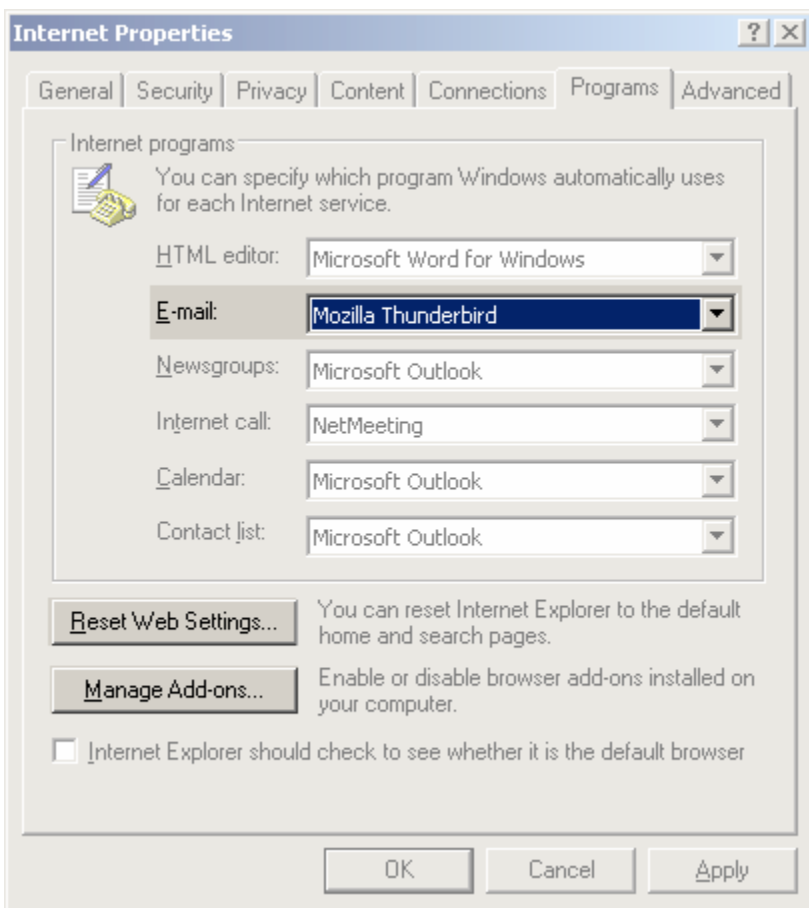 Internet Properties
General Security Privacy Content Connections Programs Advanced
Internet programs
You can specify which program Windows automatically uses
for each Internet service.
HTML editor: Microsoft Word for Windows
E-mail: Mozilla Thunderbird
Newsgroups: Microsoft Outlook
Internet call: NetMeeting
Calendar: Microsoft Outlook
Contact list: Microsoft Outlook
Reset Web Settings... You can reset Internet Explorer to the default
home and search pages.
Manage Add-ons... Enable or disable browser add-ons installed on
your computer.
Internet Explorer should check to see whether it is the default browser
OK Cancel Apply